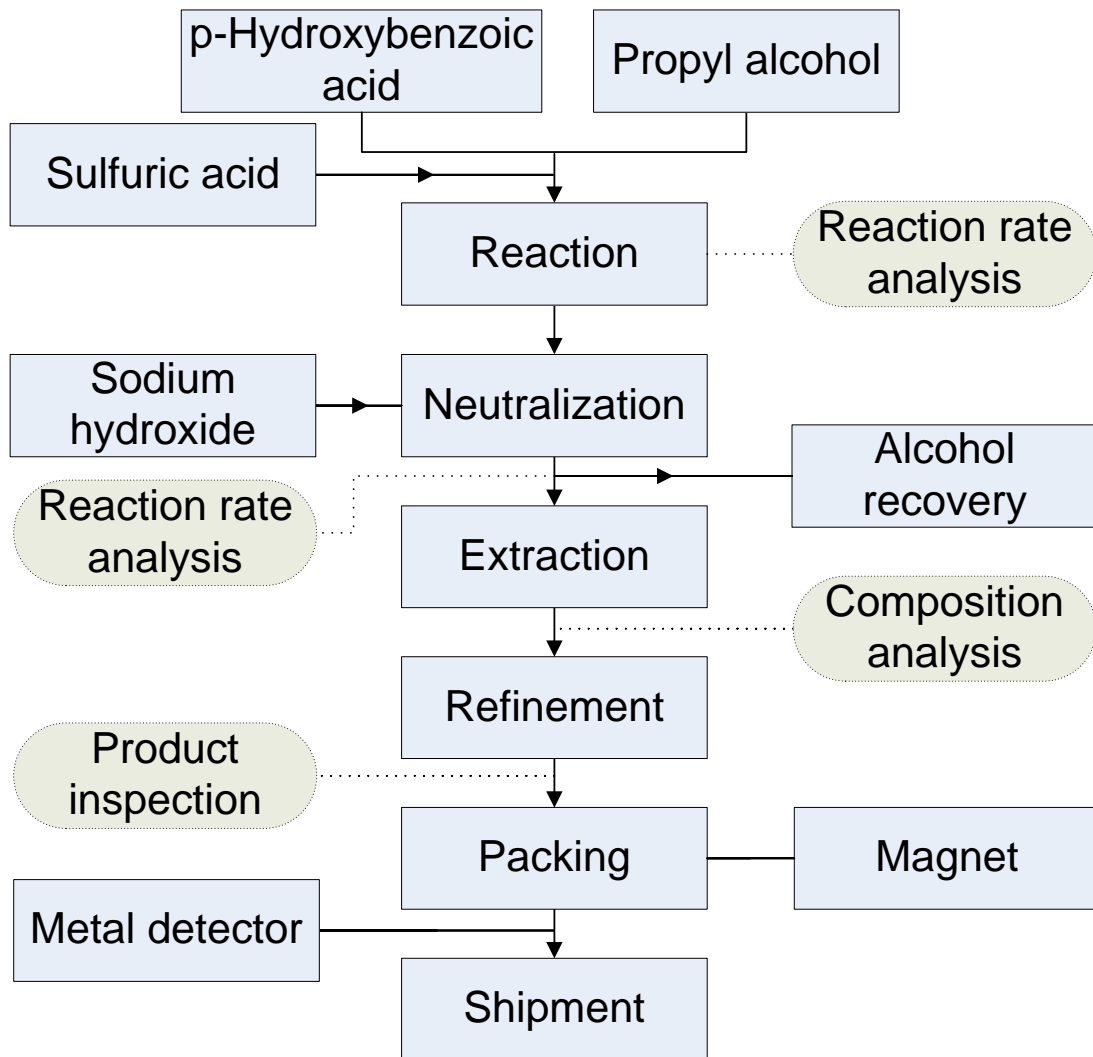 p-Hydroxybenzoic
acid
Propyl alcohol
Sulfuric acid
Reaction
Reaction rate
analysis
Sodium
hydroxide
Neutralization
Alcohol
recovery
Reaction rate
analysis
Extraction
Composition
analysis
Refinement
Product
inspection
Packing
Magnet
Metal detector
Shipment